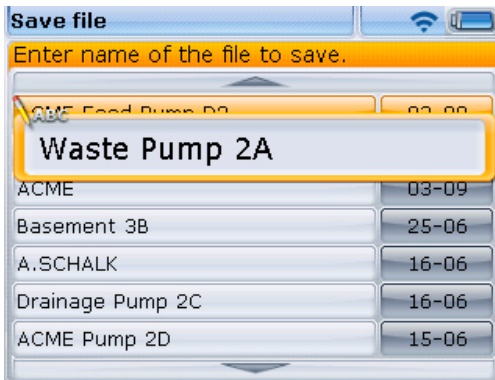 Save file
Enter name of the file to save.
ABC
Waste Pump 2A
ACME 03-09
Basement 3B 25-06
A.SCHALK 16-06
Drainage Pump 2C 16-06
ACME Pump 2D 15-06